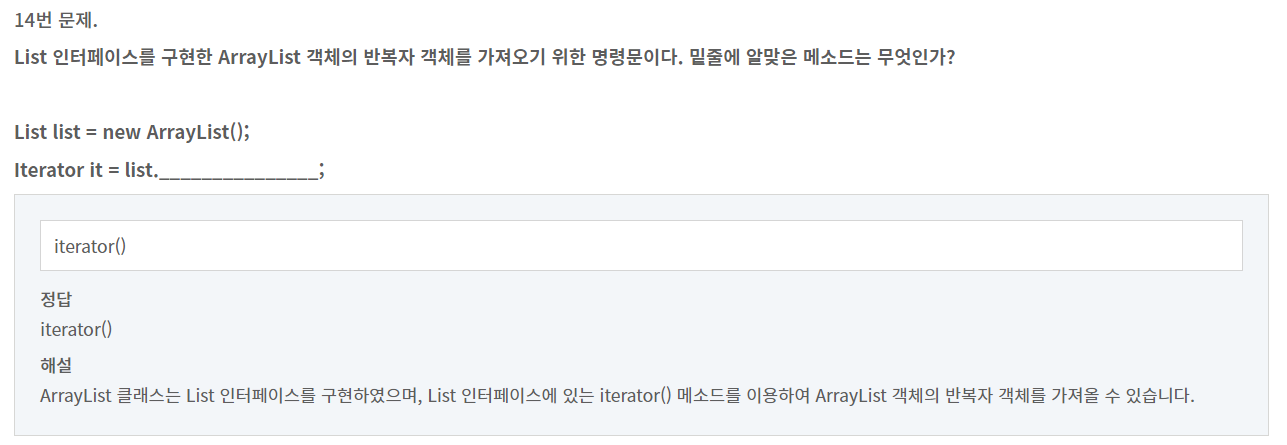 14번 문제.
List 인터페이스를 구현한 ArrayList 객체의 반복자 객체를 가져오기 위한 명령문이다. 밑줄에 알맞은 메소드는 무엇인가?
List list = new ArrayList();
Iterator it = list.________________;
iterator()
정답
iterator()
해설
ArrayList 클래스는 List 인터페이스를 구현하였으며, List 인터페이스에 있는 iterator() 메소드를 이용하여 ArrayList 객체의 반복자 객체를 가져올 수 있습니다.